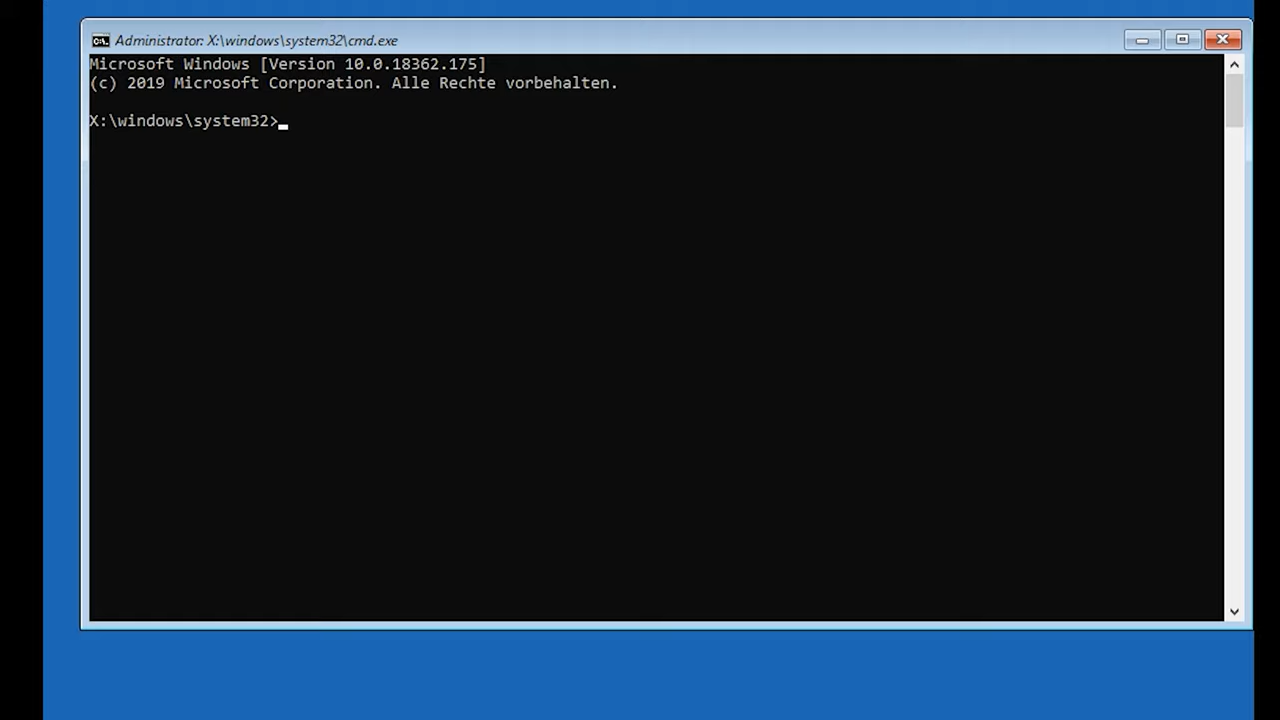 Administrator: X:\windows\system32\cmd.exe
Microsoft Windows [Version 10.0.18362.175]
(c) 2019 Microsoft Corporation. Alle Rechte vorbehalten.
X:\windows\system32>